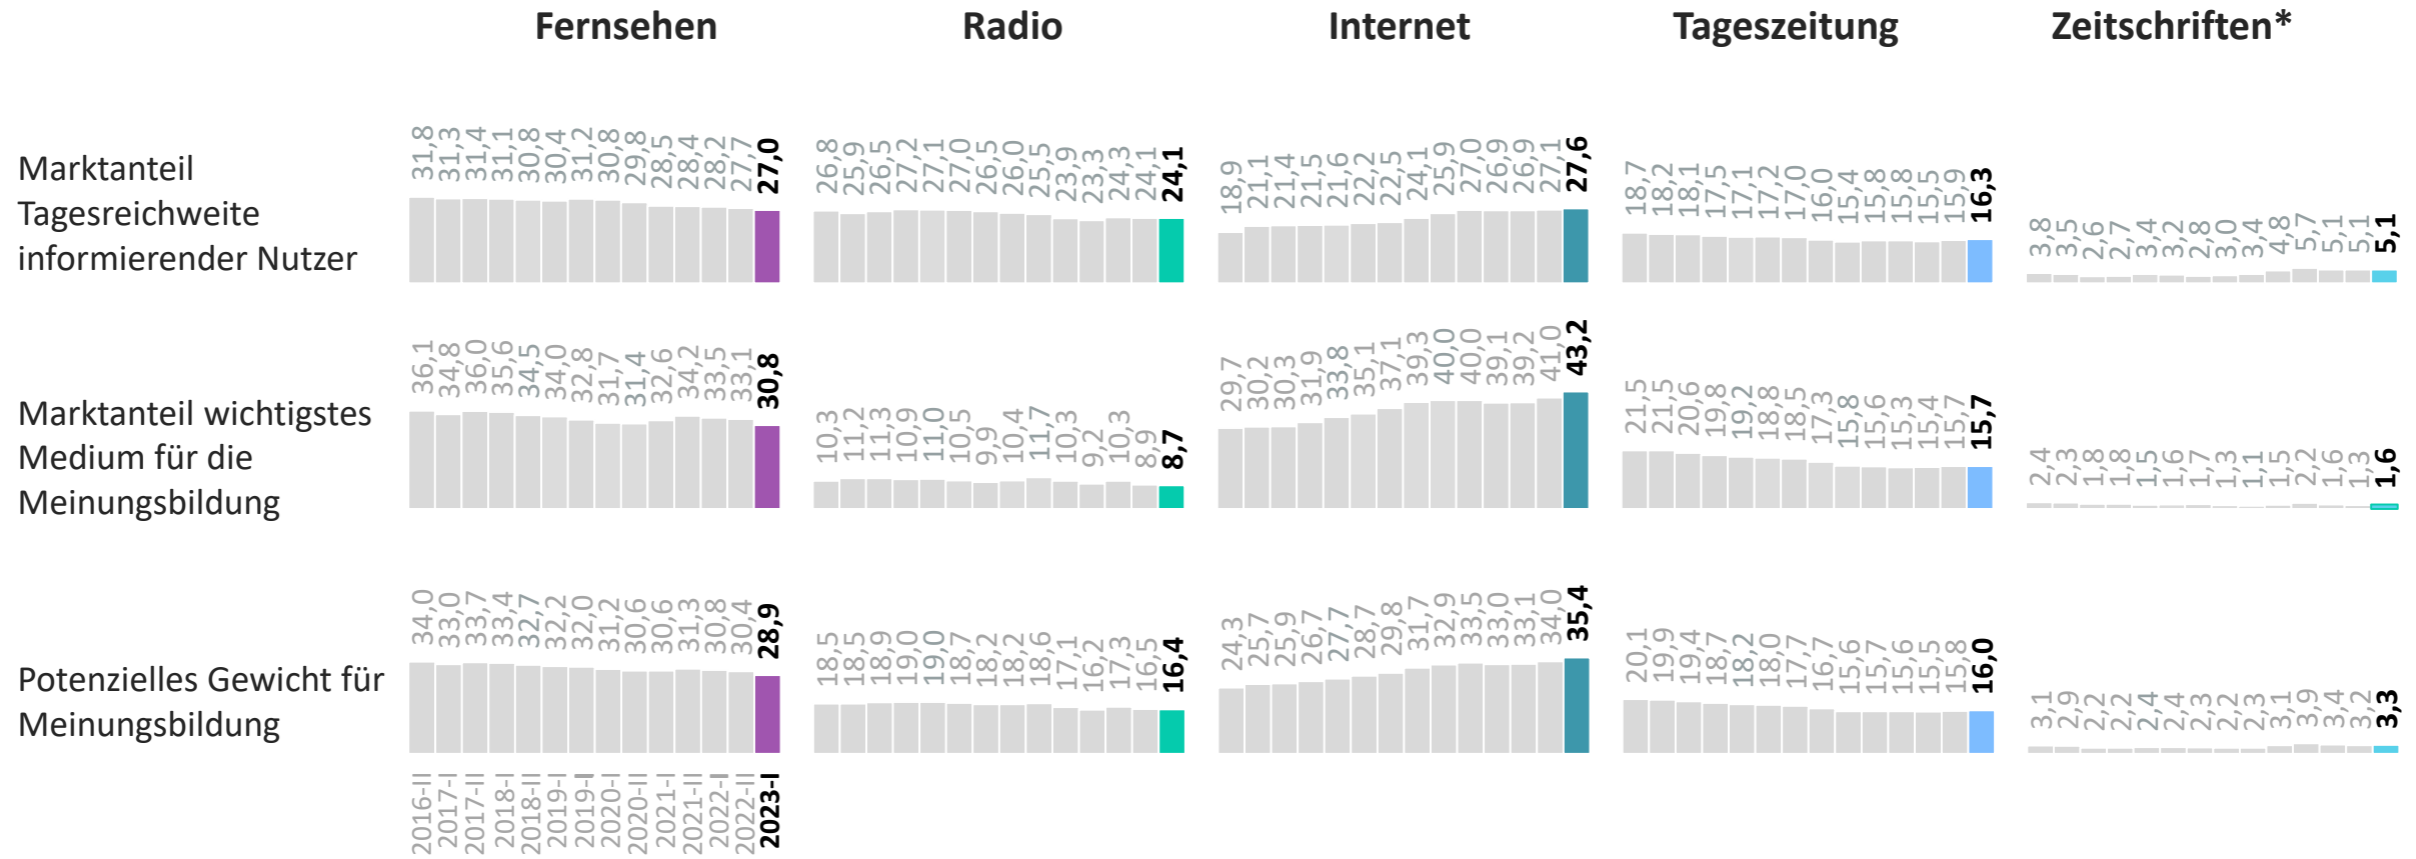 Fernsehen Radio Internet Tageszeitung Zeitschriften*
Marktanteil
Tagesreichweite
informierender Nutzer
31,8 31,3 31,4 31,1 30,8 30,4 31,2 30,8 29,8 28,5 28,4 28,2 27,7 27,0
26,8 25,9 26,5 27,2 27,1 27,0 26,5 26,0 25,5 23,9 23,3 24,3 24,1 24,1
18,9 21,1 21,4 21,5 21,6 22,2 22,5 24,1 25,9 27,0 26,9 26,9 27,1 27,6
18,7 18,2 18,1 17,5 17,1 17,2 17,0 16,0 15,4 15,8 15,8 15,5 15,9 16,3
3,8 3,5 2,6 2,7 3,4 3,2 2,8 3,0 3,4 4,8 5,7 5,1 5,1 5,1
Marktanteil wichtigstes
Medium für die
Meinungsbildung
36,1 34,8 36,0 35,6 34,5 34,0 32,8 31,7 31,4 32,6 34,2 33,5 33,1 30,8
10,3 11,2 11,3 10,9 11,0 10,5 9,9 10,4 11,7 10,3 9,2 10,3 8,9 8,7
29,7 30,2 30,3 31,9 33,8 35,1 37,1 39,3 40,0 40,0 39,1 39,2 41,0 43,2
21,5 21,5 20,6 19,8 19,2 18,8 18,5 17,3 15,8 15,6 15,3 15,4 15,7 15,7
2,4 2,3 1,8 1,8 1,5 1,6 1,7 1,3 1,1 1,5 2,2 1,6 1,3 1,6
Potenzielles Gewicht für
Meinungsbildung
34,0 33,0 33,7 33,4 32,7 32,2 32,0 31,2 30,6 30,6 31,3 30,8 30,4 28,9
18,5 18,5 18,9 19,0 19,0 18,7 18,2 18,2 18,6 17,1 16,2 17,3 16,5 16,4
24,3 25,7 25,9 26,7 27,7 28,7 29,8 31,7 32,9 33,5 33,0 33,1 34,0 35,4
20,1 19,9 19,4 18,7 18,2 18,0 17,7 16,7 15,6 15,7 15,6 15,5 15,8 16,0
3,1 2,9 2,2 2,2 2,4 2,4 2,3 2,2 2,3 3,1 3,9 3,4 3,2 3,3
2016-II 2017-I 2017-II 2018-I 2018-II 2019-I 2019-I 2020-I 2020-II 2021-I 2021-II 2022-I 2022-II 2023-I